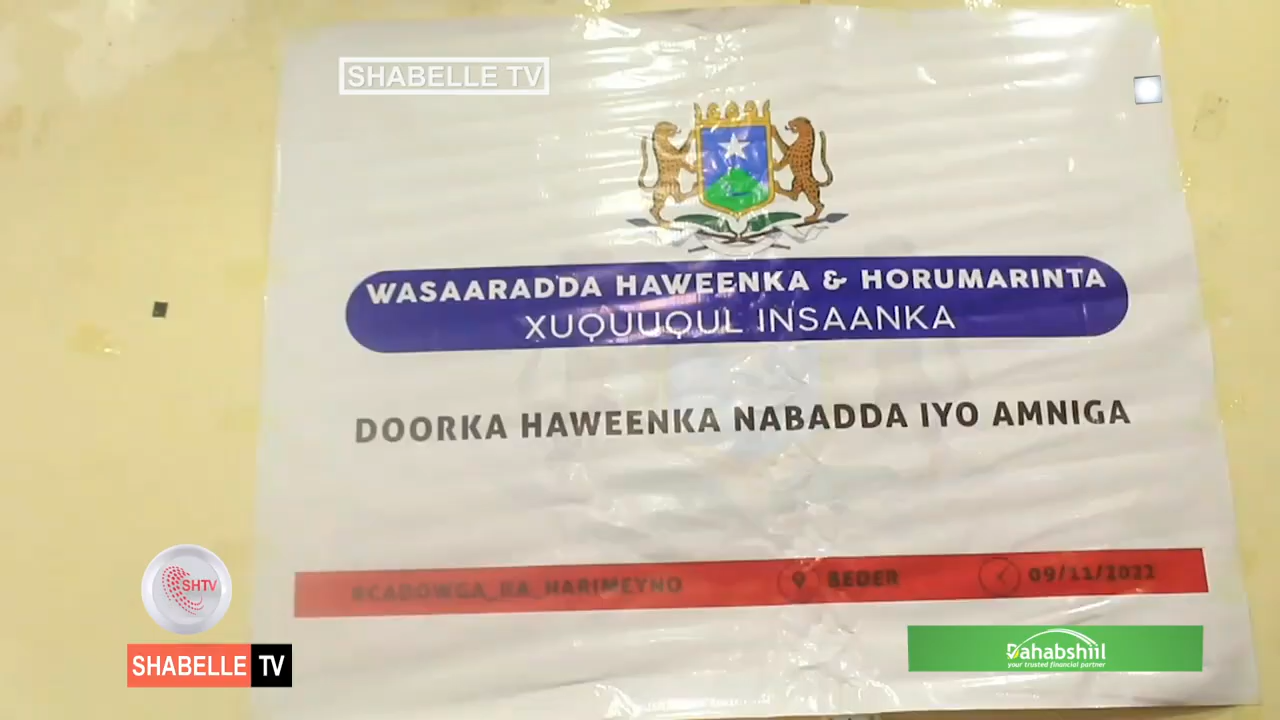 SHABELLE TV
WASAARADDA HAWEENKA & HORUMARINTA
XUQUUQUL INSAANKA
DOORKA HAWEENKA NABADDA IYO AMNIGA
BEDER
09/11/2022
SHTV
SHABELLE TV
Dahabshiil
your trusted financial partner